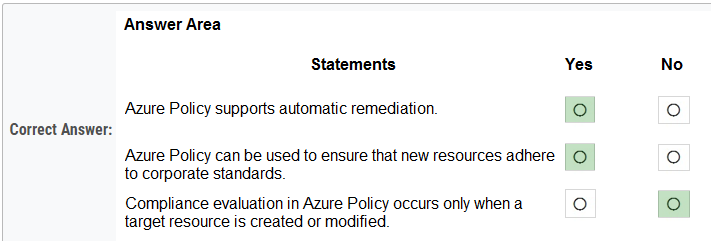 Answer Area
Statements Yes No
Correct Answer:
Azure Policy supports automatic remediation.
Azure Policy can be used to ensure that new resources adhere
to corporate standards.
Compliance evaluation in Azure Policy occurs only when a
target resource is created or modified.